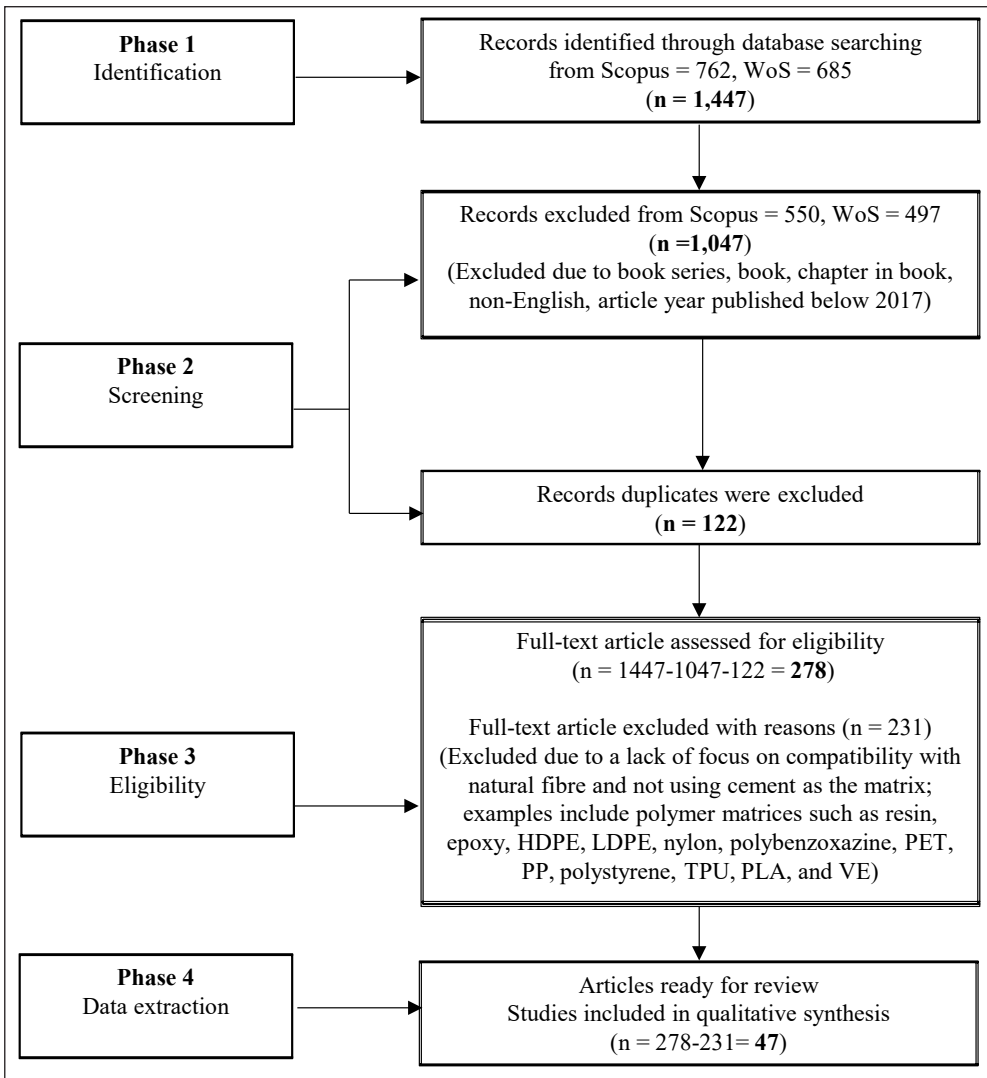 Phase 1
Identification
Records identified through database searching
from Scopus = 762, WoS = 685
(n = 1,447)
Records excluded from Scopus = 550, WoS = 497
(n =1,047)
(Excluded due to book series, book, chapter in book,
non-English, article year published below 2017)
Phase 2
Screening
Records duplicates were excluded
(n = 122)
Full-text article assessed for eligibility
(n = 1447-1047-122 = 278)
Full-text article excluded with reasons (n = 231)
(Excluded due to a lack of focus on compatibility with
natural fibre and not using cement as the matrix;
examples include polymer matrices such as resin,
epoxy, HDPE, LDPE, nylon, polybenzoxazine, PET,
PP, polystyrene, TPU, PLA, and VE)
Phase 3
Eligibility
Phase 4
Data extraction
Articles ready for review
Studies included in qualitative synthesis
(n = 278-231= 47)